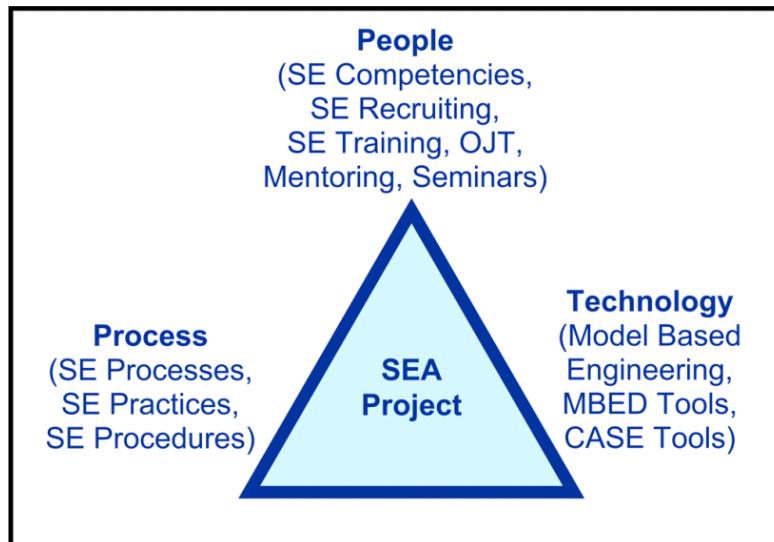 People
(SE Competencies,
SE Recruiting,
SE Training, OJT,
Mentoring, Seminars)
Process
(SE Processes,
SE Practices,
SE Procedures)
SEA
Project
Technology
(Model Based
Engineering,
MBED Tools,
CASE Tools)